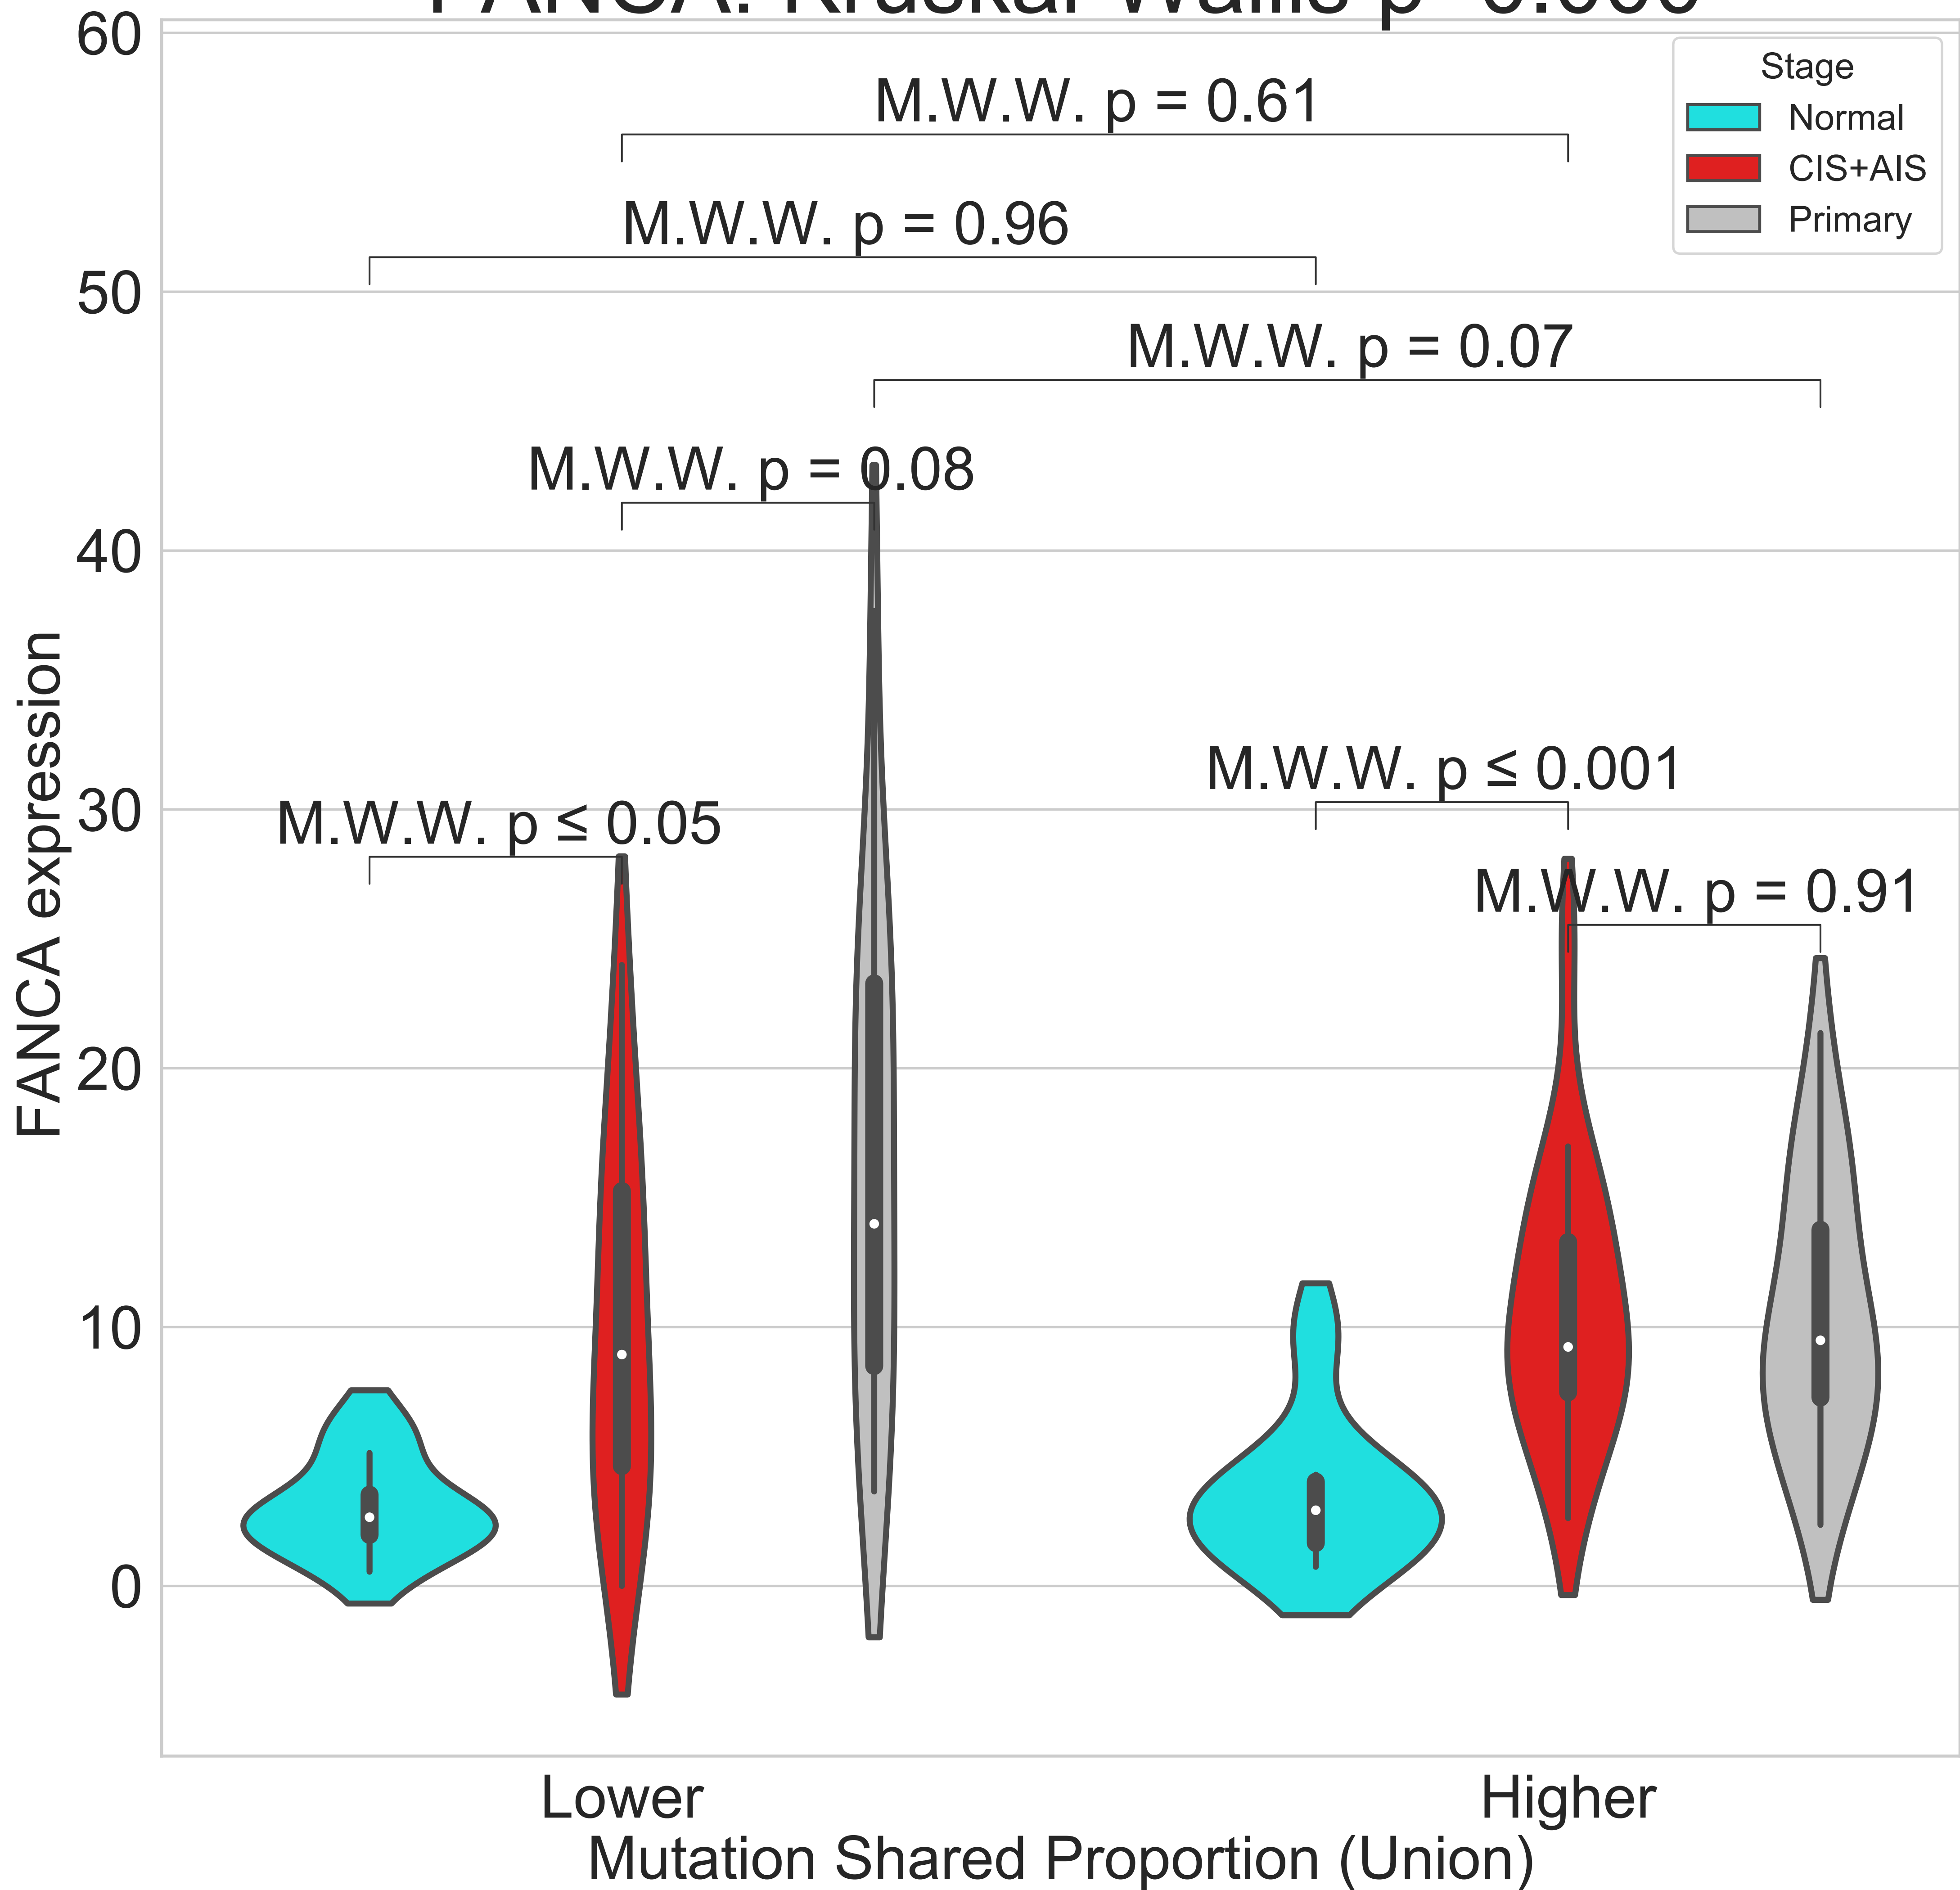 60
Stage
Normal
CIS+AIS
Primary
M.W.W. p = 0.61
M.W.W. p = 0.96
50
M.W.W. p = 0.07
M.W.W. p = 0.08
40
M.W.W. p ≤ 0.001
30
M.W.W. p ≤ 0.05
M.W.W. p = 0.91
FANCA expression
20
10
0
Lower
Higher
Mutation Shared Proportion (Union)